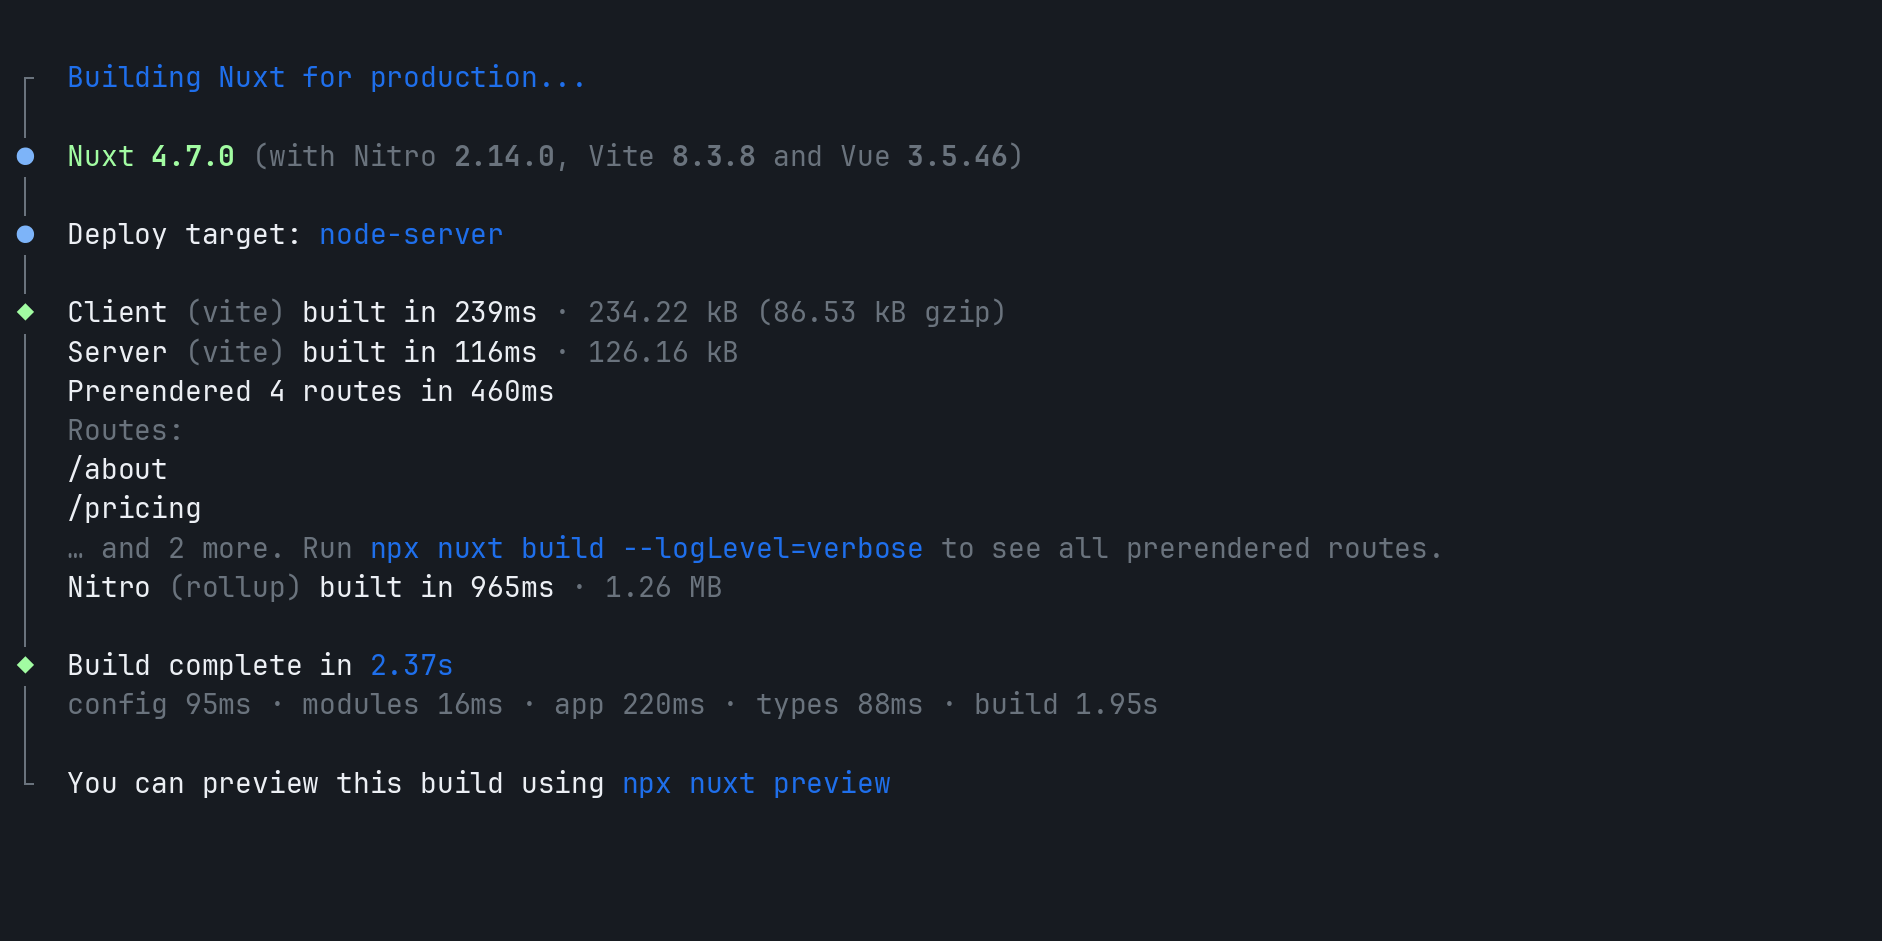 Building Nuxt for production...
Nuxt 4.7.0 (with Nitro 2.14.0, Vite 8.3.8 and Vue 3.5.46)
Deploy target: node-server
Client (vite) built in 239ms · 234.22 kB (86.53 kB gzip)
Server (vite) built in 116ms · 126.16 kB
Prerendered 4 routes in 460ms
Routes:
/about
/pricing
… and 2 more. Run npx nuxt build --logLevel=verbose to see all prerendered routes.
Nitro (rollup) built in 965ms · 1.26 MB
Build complete in 2.37s
config 95ms · modules 16ms · app 220ms · types 88ms · build 1.95s
You can preview this build using npx nuxt preview